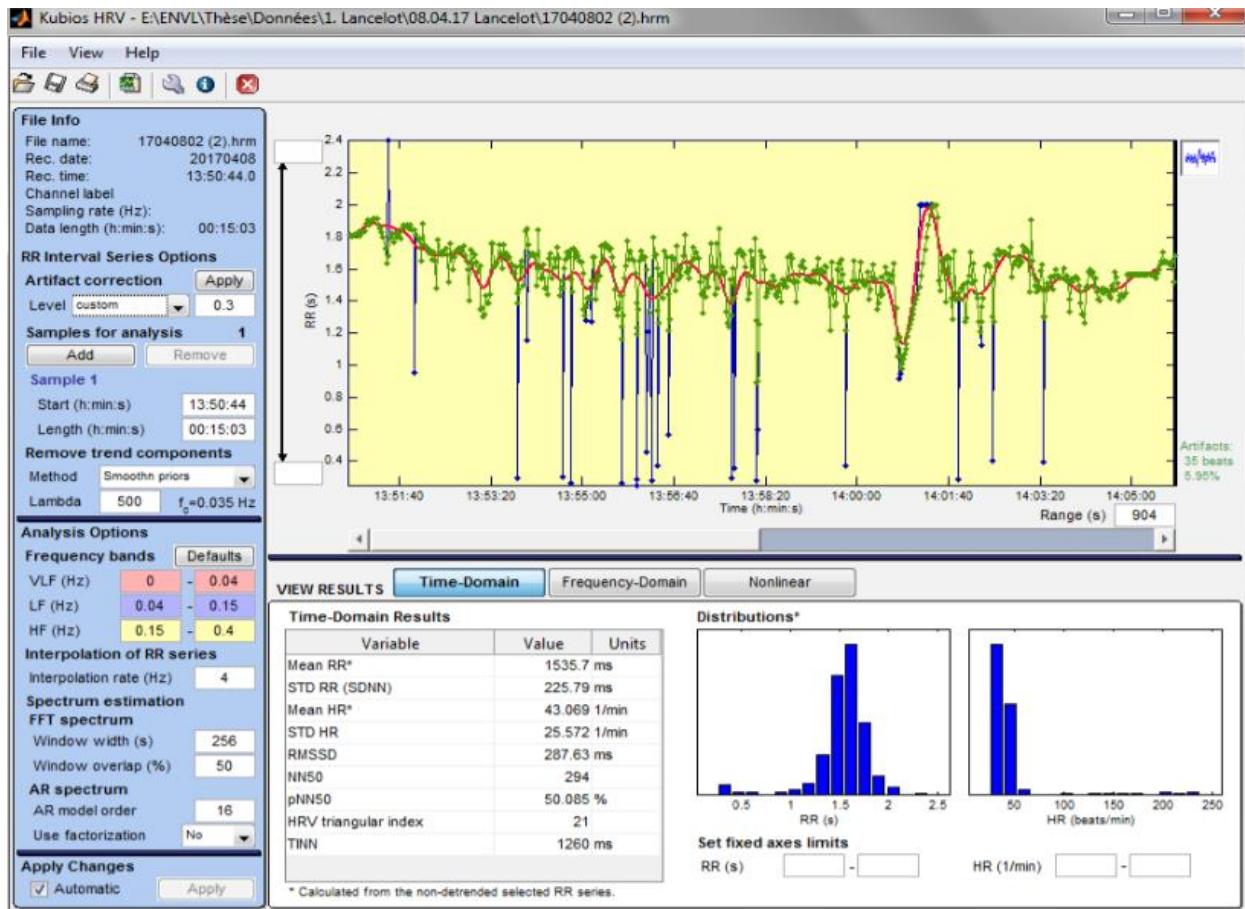 Kubios HRV - E:\ENVL\Thèse\Données\1. Lancelot\08.04.17 Lancelot\17040802 (2).hrm
File View Help
File Info
File name: 17040802 (2).hrm
Rec. date: 20170408
Rec. time: 13:50:44.0
Channel label
Sampling rate (Hz):
Data length (h:min:s): 00:15:03
RR Interval Series Options
Artifact correction Apply
Level custom 0.3
Samples for analysis 1
Add Remove
Sample 1
Start (h:min:s) 13:50:44
Length (h:min:s) 00:15:03
Remove trend components
Method Smoothn priors
Lambda 500 fc=0.035 Hz
Analysis Options
Frequency bands Defaults
VLF (Hz) 0 - 0.04
LF (Hz) 0.04 - 0.15
HF (Hz) 0.15 - 0.4
Interpolation of RR series
Interpolation rate (Hz) 4
Spectrum estimation
FFT spectrum
Window width (s) 256
Window overlap (%) 50
AR spectrum
AR model order 16
Use factorization No
Apply Changes
Automatic Apply
2.4
2.2
2
1.8
1.6
1.4
1.2
1
0.8
0.6
0.4
RR (s)
13:51:40 13:53:20 13:55:00 13:56:40 13:58:20 14:00:00 14:01:40 14:03:20 14:05:00
Time (h:min:s)
Artifacts:
35 beats
5.95%
Range (s) 904
VIEW RESULTS Time-Domain Frequency-Domain Nonlinear
Time-Domain Results
Variable Value Units
Mean RR* 1535.7 ms
STD RR (SDNN) 225.79 ms
Mean HR* 43.069 1/min
STD HR 25.572 1/min
RMSSD 287.63 ms
NN50 294
pNN50 50.085 %
HRV triangular index 21
TINN 1260 ms
* Calculated from the non-detrended selected RR series.
Distributions*
0.5 1 1.5 2 2.5
RR (s)
50 100 150 200 250
HR (beats/min)
Set fixed axes limits
RR (s) - HR (1/min) -